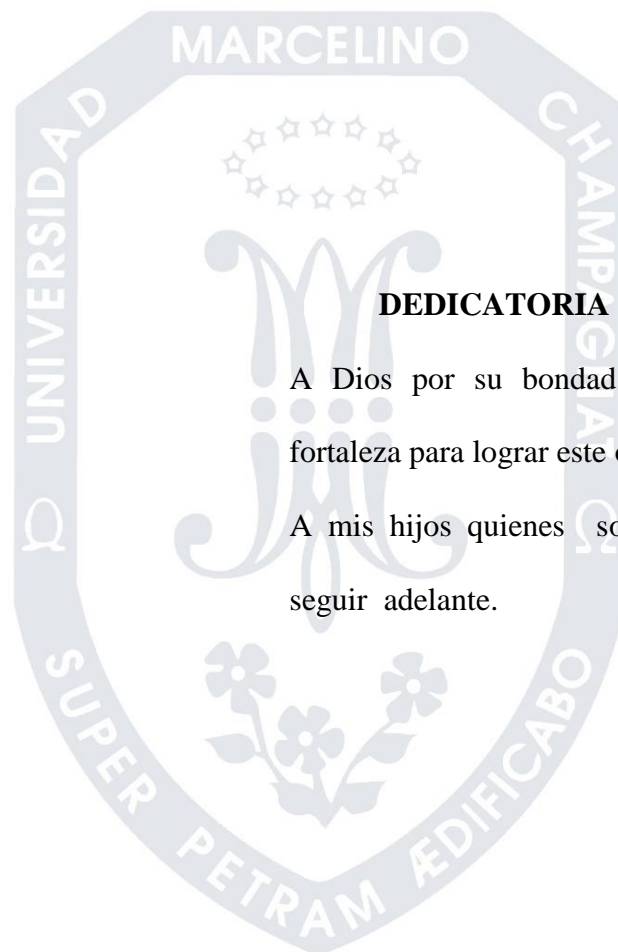 MARCELINO
UNIVERSIDAD
CHAMPAGNAT
DEDICATORIA
A Dios por su bondad
fortaleza para lograr este
A mis hijos quienes
seguir adelante.
SUPER PETRAM ÆDIFICABO